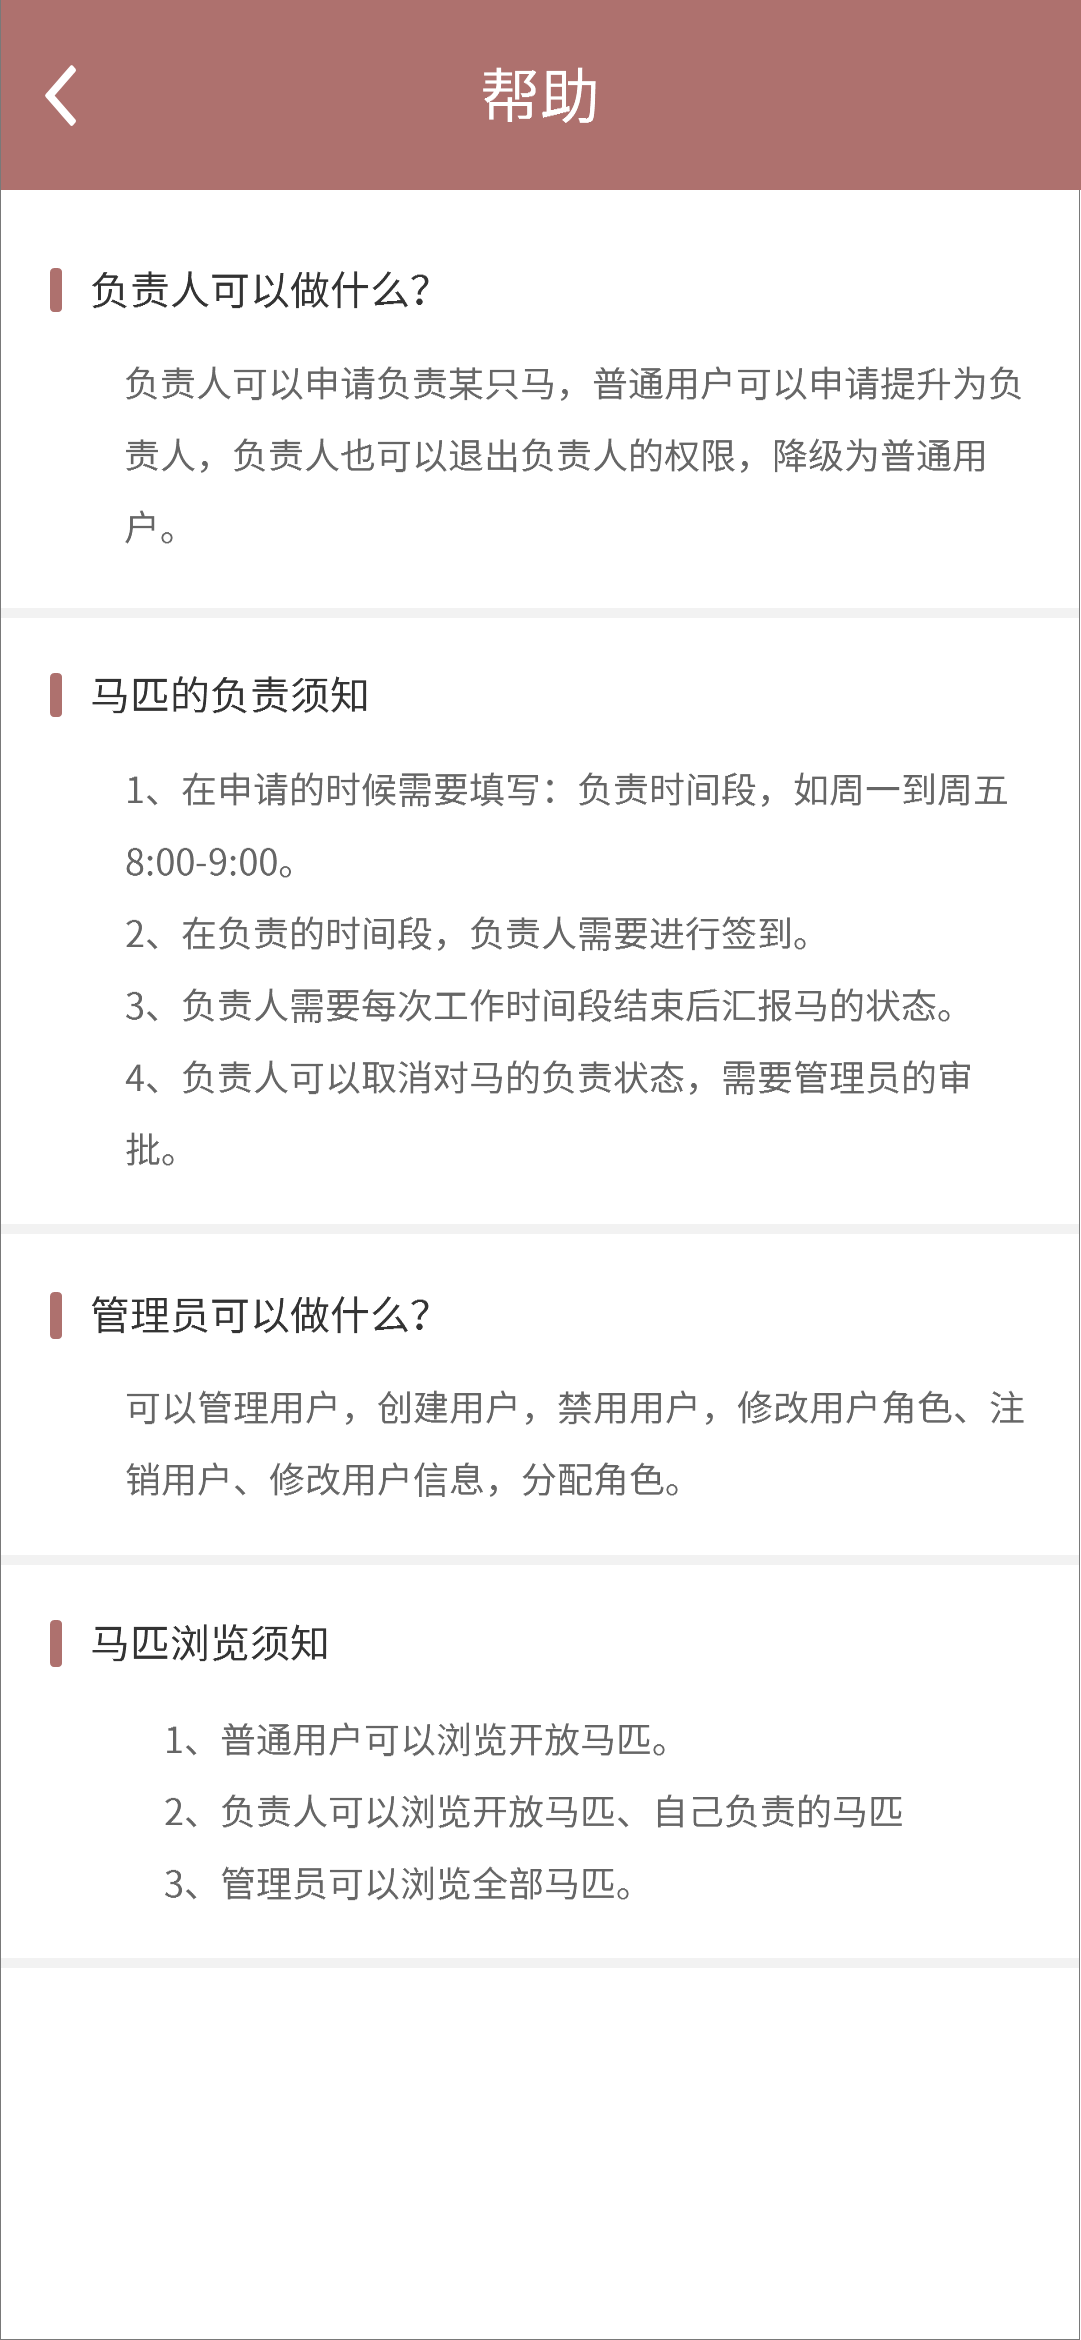 帮助
负责人可以做什么?
负责人可以申请负责某只马，普通用户可以申请提升为负
责人，负责人也可以退出负责人的权限，降级为普通用
户。
马匹的负责须知
1、在申请的时候需要填写：负责时间段，如周一到周五
8:00-9:00。
2、在负责的时间段，负责人需要进行签到。
3、负责人需要每次工作时间段结束后汇报马的状态。
4、负责人可以取消对马的负责状态，需要管理员的审
批。
管理员可以做什么?
可以管理用户，创建用户，禁用用户，修改用户角色、注
销用户、修改用户信息，分配角色。
马匹浏览须知
1、普通用户可以浏览开放马匹。
2、负责人可以浏览开放马匹、自己负责的马匹
3、管理员可以浏览全部马匹。